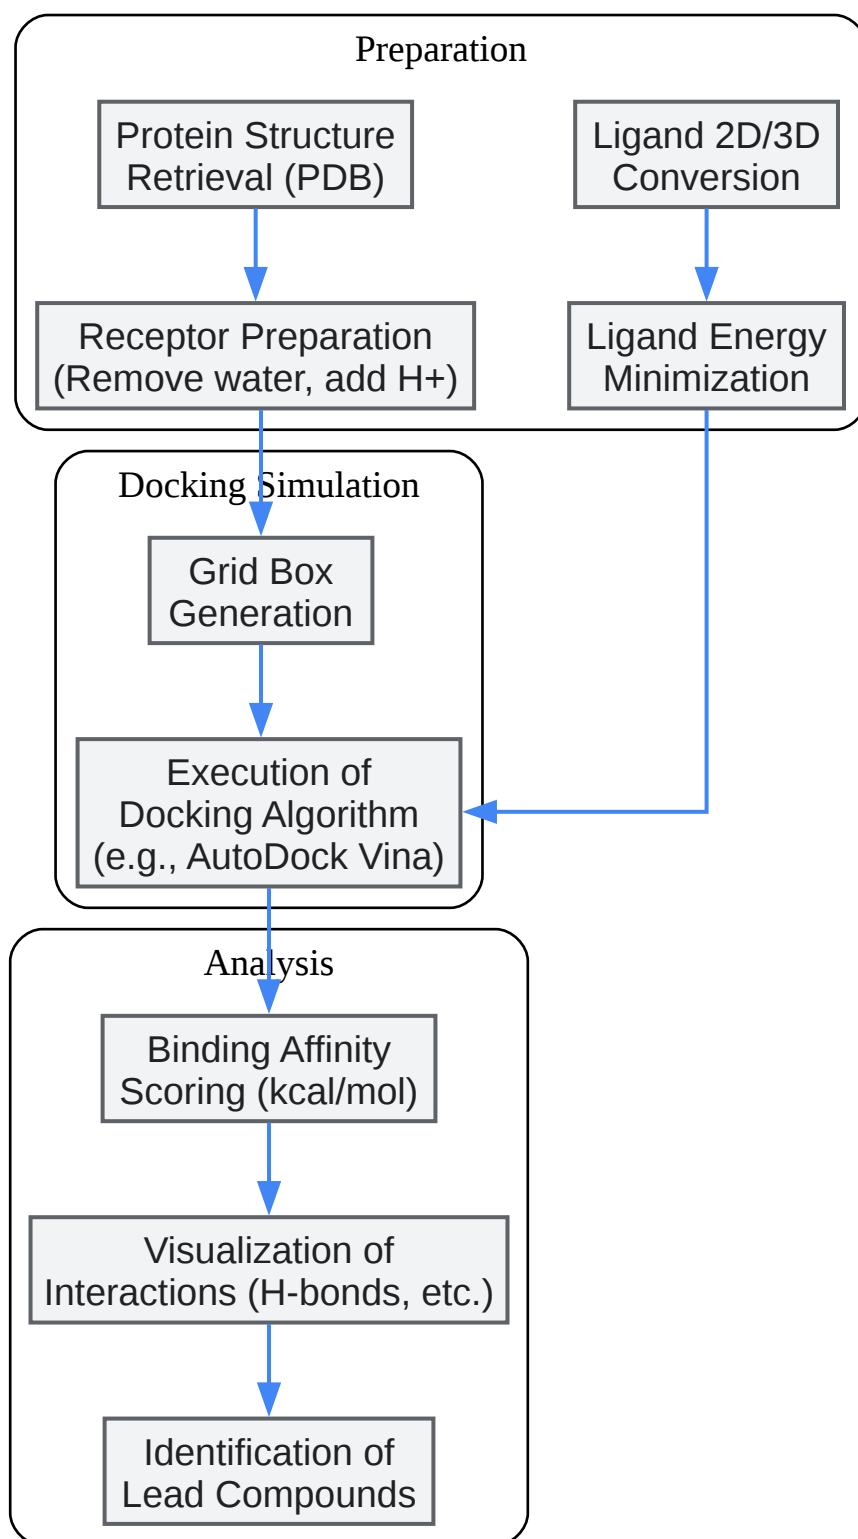 Preparation
Protein Structure
Retrieval (PDB)
Ligand 2D/3D
Conversion
Receptor Preparation
(Remove water, add H+)
Ligand Energy
Minimization
Docking Simulation
Grid Box
Generation
Execution of
Docking Algorithm
(e.g., AutoDock Vina)
Analysis
Binding Affinity
Scoring (kcal/mol)
Visualization of
Interactions (H-bonds, etc.)
Identification of
Lead Compounds